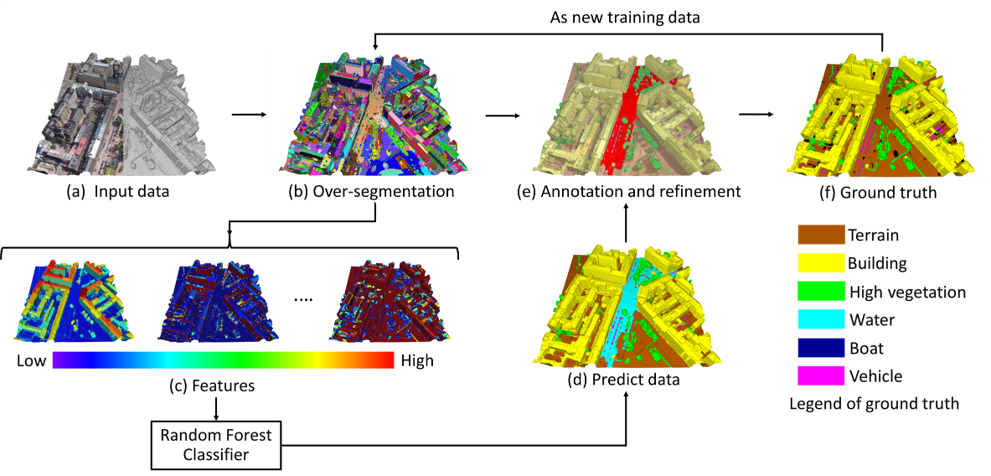 As new training data
(a) Input data
(b) Over-segmentation
(e) Annotation and refinement
(f) Ground truth
Terrain
Building
High vegetation
Water
Boat
Vehicle
Legend of ground truth
....
Low
High
(c) Features
(d) Predict data
Random Forest
Classifier